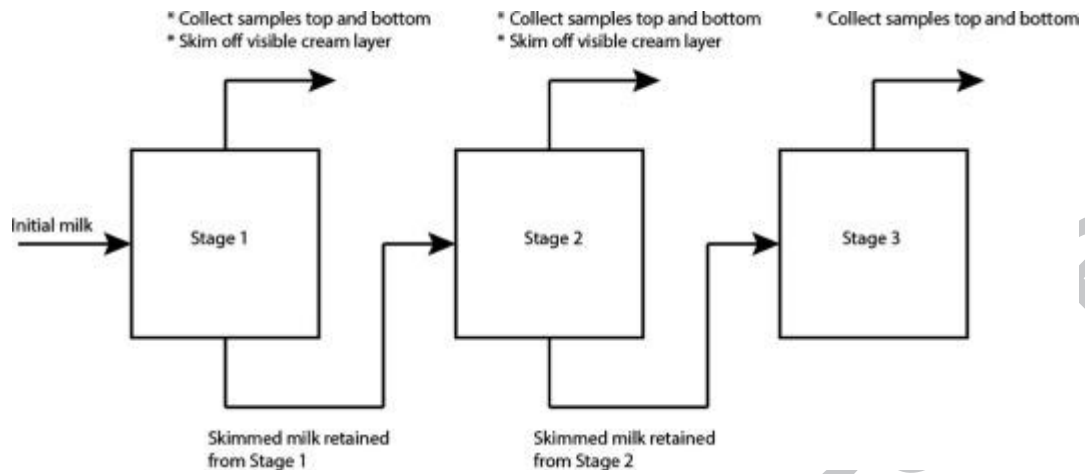 * Collect samples top and bottom
* Skim off visible cream layer
* Collect samples top and bottom
* Skim off visible cream layer
* Collect samples top and bottom
Initial milk
Stage 1
Stage 2
Stage 3
Skimmed milk retained
from Stage 1
Skimmed milk retained
from Stage 2